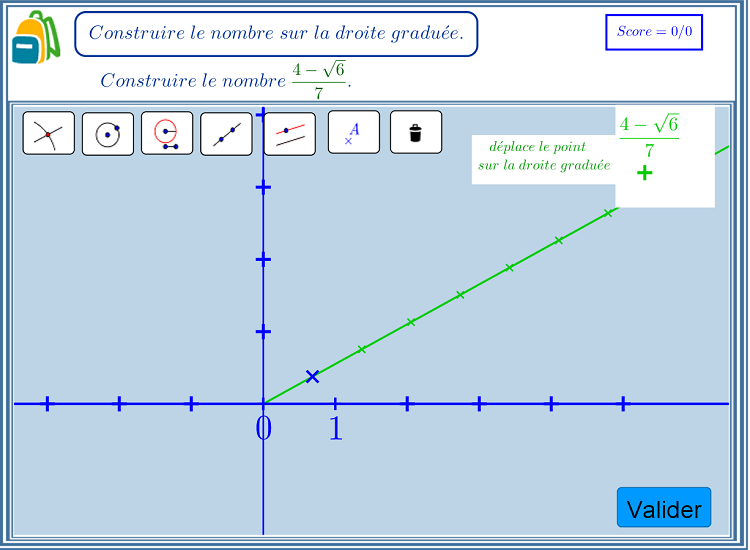 Construire le nombre sur la droite graduée.
Score = 0/0
Construire le nombre \frac{4-\sqrt{6}}{7}.
A
déplace le point
sur la droite graduée
\frac{4-\sqrt{6}}{7}
0 1
Valider